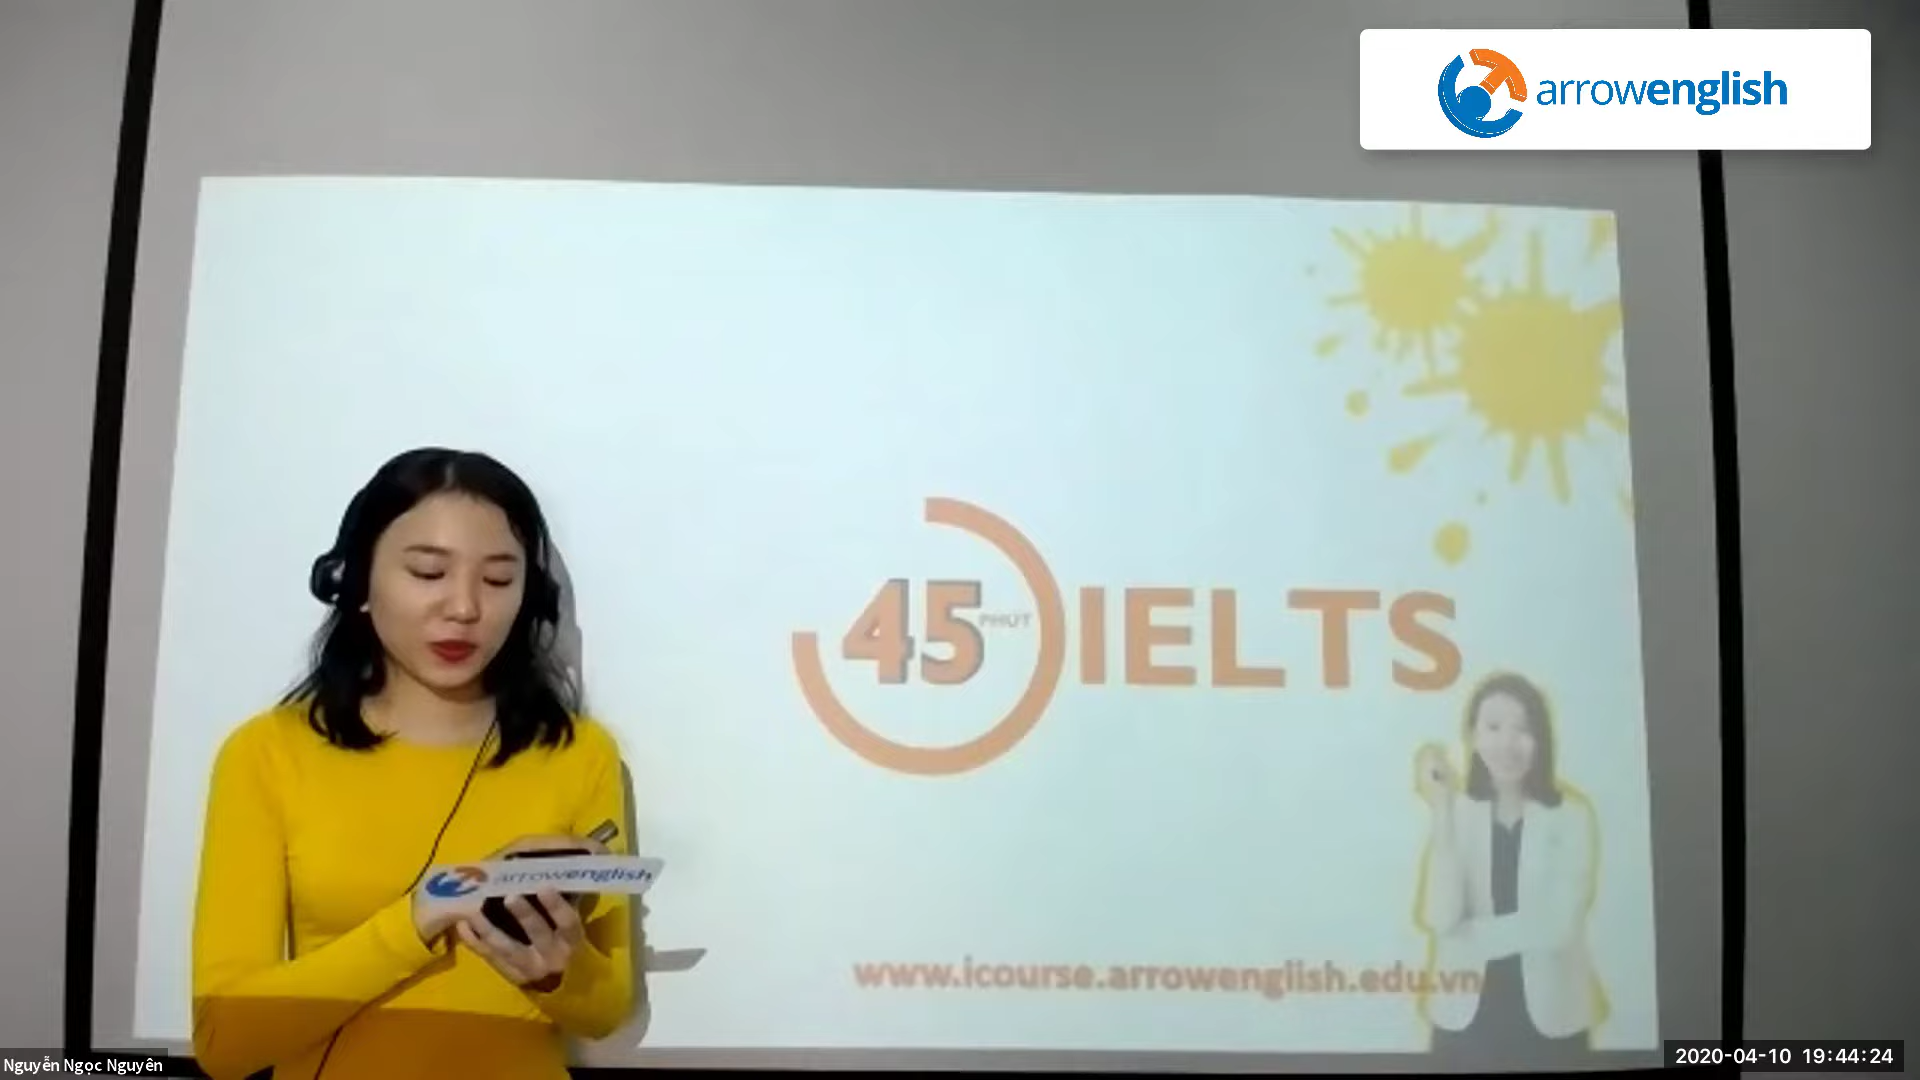 arrowenglish
45 PHÚT IELTS
arrowenglish
www.icourse.arrowenglish.edu.vn
Nguyễn Ngọc Nguyên
2020-04-10 19:44:24